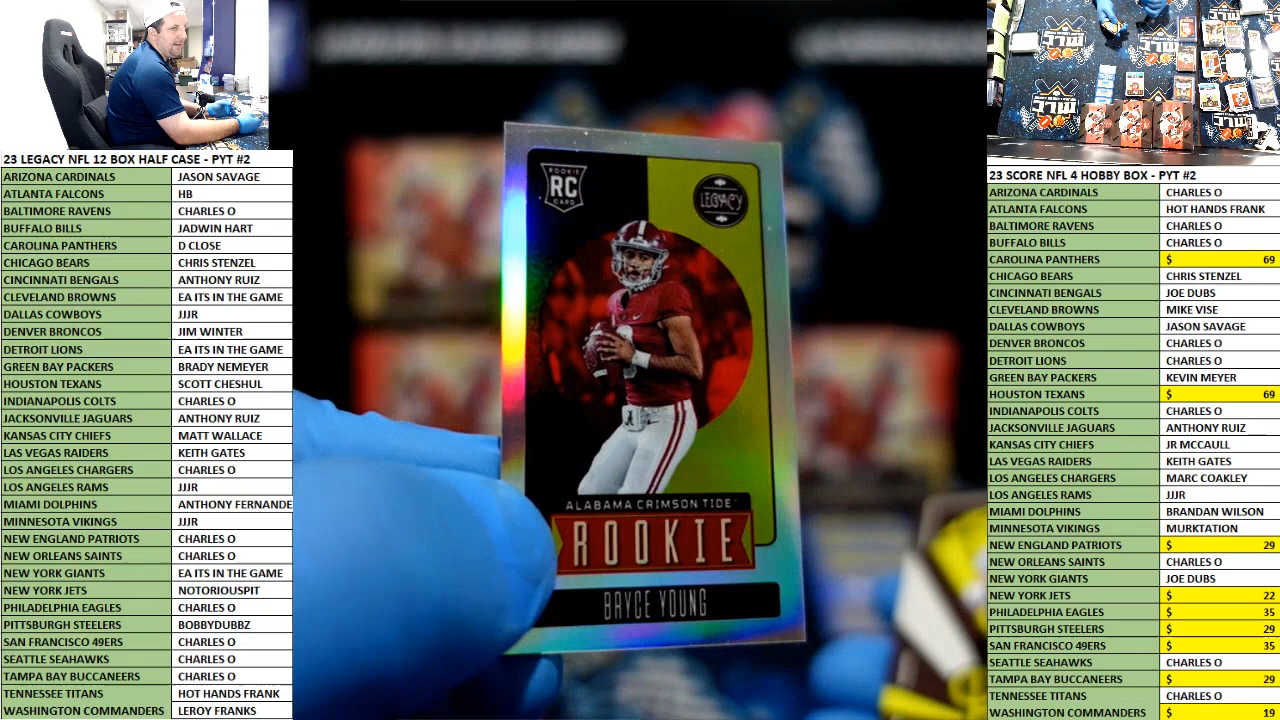 23 LEGACY NFL 12 BOX HALF CASE - PYT #2
ARIZONA CARDINALS JASON SAVAGE
ATLANTA FALCONS HB
BALTIMORE RAVENS CHARLES O
BUFFALO BILLS JADWIN HART
CAROLINA PANTHERS D CLOSE
CHICAGO BEARS CHRIS STENZEL
CINCINNATI BENGALS ANTHONY RUIZ
CLEVELAND BROWNS EA ITS IN THE GAME
DALLAS COWBOYS JJJR
DENVER BRONCOS JIM WINTER
DETROIT LIONS EA ITS IN THE GAME
GREEN BAY PACKERS BRADY NEMEYER
HOUSTON TEXANS SCOTT CHESHUL
INDIANAPOLIS COLTS CHARLES O
JACKSONVILLE JAGUARS ANTHONY RUIZ
KANSAS CITY CHIEFS MATT WALLACE
LAS VEGAS RAIDERS KEITH GATES
LOS ANGELES CHARGERS CHARLES O
LOS ANGELES RAMS JJJR
MIAMI DOLPHINS ANTHONY FERNANDE
MINNESOTA VIKINGS JJJR
NEW ENGLAND PATRIOTS CHARLES O
NEW ORLEANS SAINTS CHARLES O
NEW YORK GIANTS EA ITS IN THE GAME
NEW YORK JETS NOTORIOUSPIT
PHILADELPHIA EAGLES CHARLES O
PITTSBURGH STEELERS BOBBYDUBBZ
SAN FRANCISCO 49ERS CHARLES O
SEATTLE SEAHAWKS CHARLES O
TAMPA BAY BUCCANEERS CHARLES O
TENNESSEE TITANS HOT HANDS FRANK
WASHINGTON COMMANDERS LEROY FRANKS
ROOKIE
RC
CARD
LEGACY
ALABAMA CRIMSON TIDE
ROOKIE
BRYCE YOUNG
23 SCORE NFL 4 HOBBY BOX - PYT #2
ARIZONA CARDINALS CHARLES O
ATLANTA FALCONS HOT HANDS FRANK
BALTIMORE RAVENS CHARLES O
BUFFALO BILLS CHARLES O
CAROLINA PANTHERS $ 69
CHICAGO BEARS CHRIS STENZEL
CINCINNATI BENGALS JOE DUBS
CLEVELAND BROWNS MIKE VISE
DALLAS COWBOYS JASON SAVAGE
DENVER BRONCOS CHARLES O
DETROIT LIONS CHARLES O
GREEN BAY PACKERS KEVIN MEYER
HOUSTON TEXANS $ 69
INDIANAPOLIS COLTS CHARLES O
JACKSONVILLE JAGUARS ANTHONY RUIZ
KANSAS CITY CHIEFS JR MCCAULL
LAS VEGAS RAIDERS KEITH GATES
LOS ANGELES CHARGERS MARC COAKLEY
LOS ANGELES RAMS JJJR
MIAMI DOLPHINS BRANDAN WILSON
MINNESOTA VIKINGS MURKTATION
NEW ENGLAND PATRIOTS $ 29
NEW ORLEANS SAINTS CHARLES O
NEW YORK GIANTS JOE DUBS
NEW YORK JETS $ 22
PHILADELPHIA EAGLES $ 35
PITTSBURGH STEELERS $ 29
SAN FRANCISCO 49ERS $ 35
SEATTLE SEAHAWKS CHARLES O
TAMPA BAY BUCCANEERS $ 29
TENNESSEE TITANS CHARLES O
WASHINGTON COMMANDERS $ 19